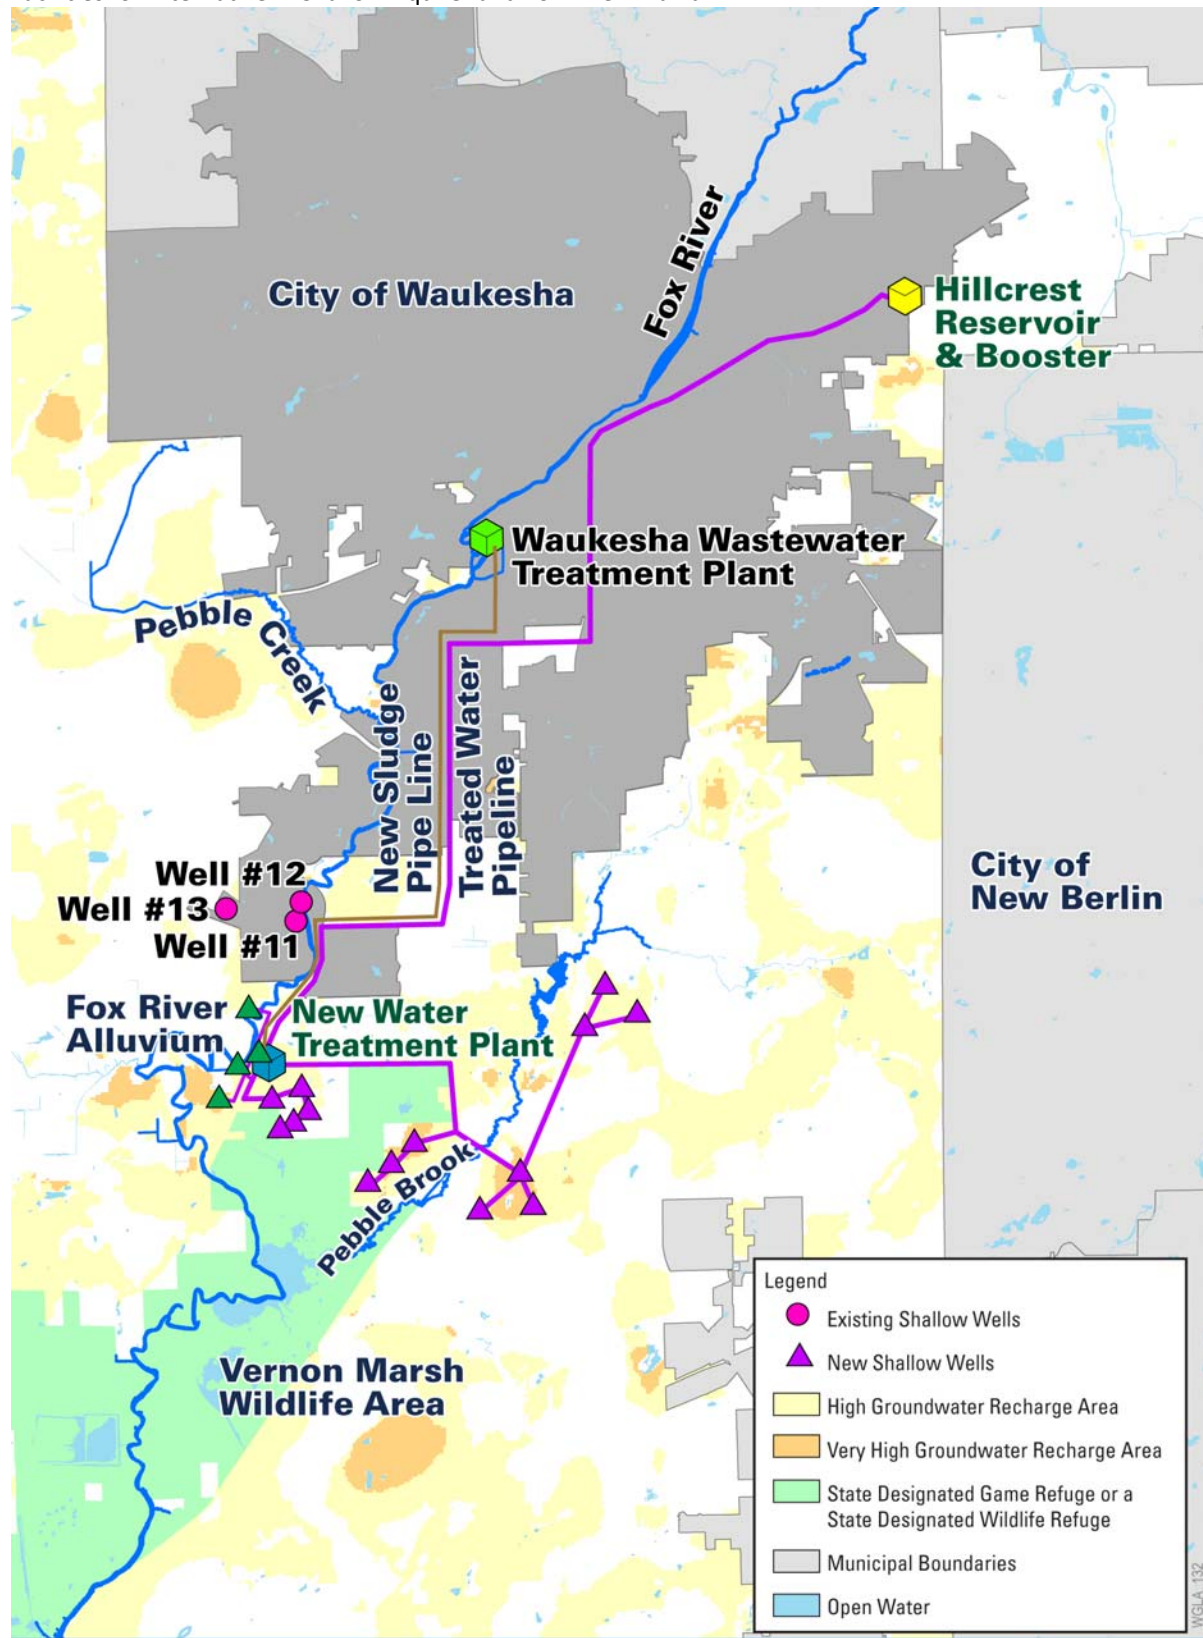 Fox River
City of Waukesha
Hillcrest
Reservoir
& Booster
Waukesha Wastewater
Treatment Plant
Pebble Creek
New Sludge
Pipe Line
Treated Water
Pipeline
City of
New Berlin
Well #12
Well #13
Well #11
Fox River
Alluvium
New Water
Treatment Plant
Pebble Brook
Vernon Marsh
Wildlife Area
Legend
Existing Shallow Wells
New Shallow Wells
High Groundwater Recharge Area
Very High Groundwater Recharge Area
State Designated Game Refuge or a
State Designated Wildlife Refuge
Municipal Boundaries
Open Water
WGLA_132